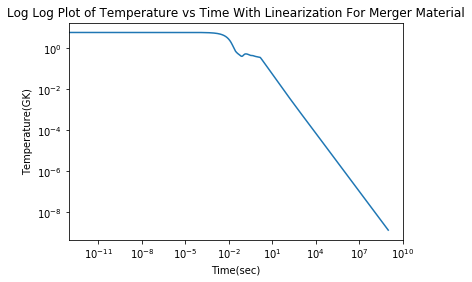 Log Log Plot of Temperature vs Time With Linearization For Merger Material
Temperature(GK)
10⁰
10⁻²
10⁻⁴
10⁻⁶
10⁻⁸
10⁻¹¹ 10⁻⁸ 10⁻⁵ 10⁻² 10¹ 10⁴ 10⁷ 10¹⁰
Time(sec)